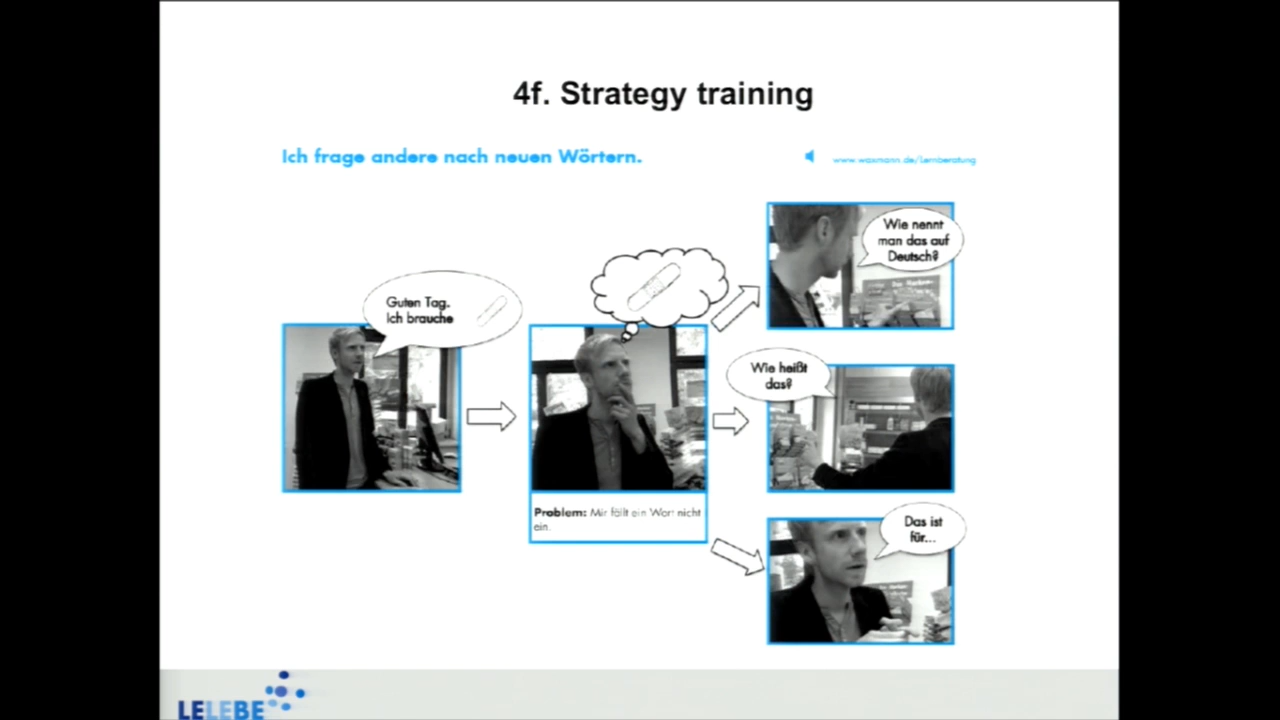 4f. Strategy training
Ich frage andere nach neuen Wörtern.
www.waxmann.de/Lernberatung
Guten Tag.
Ich brauche
Problem: Mir fällt ein Wort nicht
ein.
Wie nennt
man das auf
Deutsch?
Wie heißt
das?
Das ist
für...
LELEBE